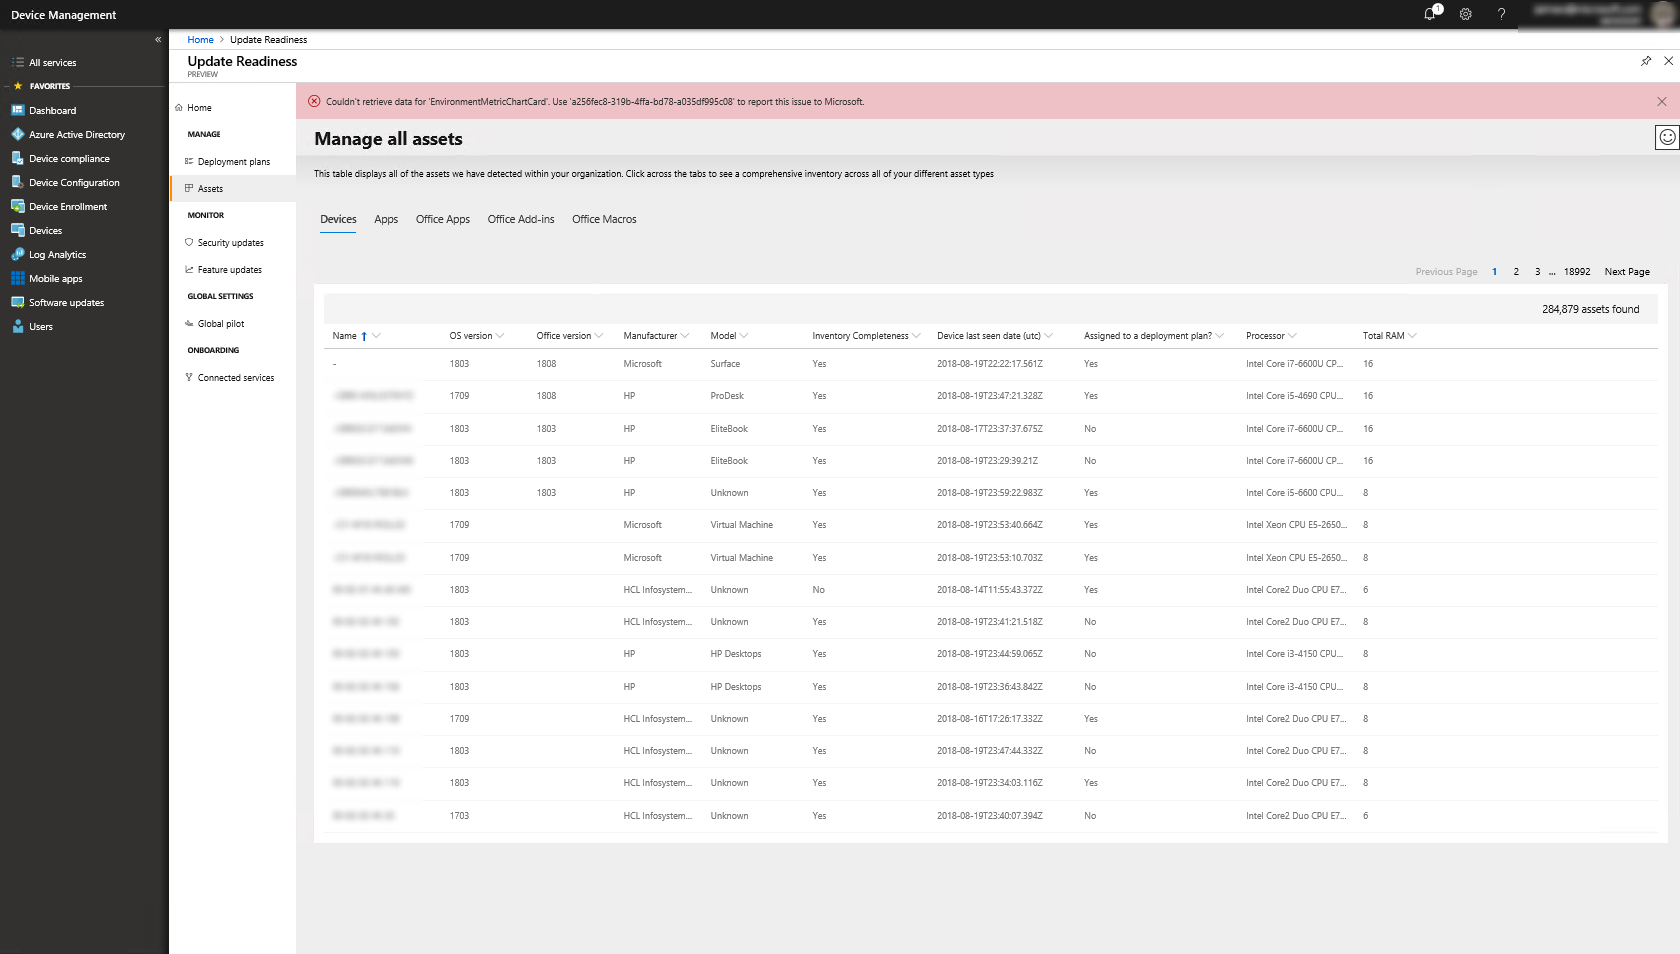 Device Management
1
«
Home > Update Readiness
All services
Update Readiness
PREVIEW
FAVORITES
Dashboard
Azure Active Directory
Device compliance
Device Configuration
Device Enrollment
Devices
Log Analytics
Mobile apps
Software updates
Users
Home
MANAGE
Deployment plans
Assets
MONITOR
Security updates
Feature updates
GLOBAL SETTINGS
Global pilot
ONBOARDING
Connected services
Couldn't retrieve data for 'EnvironmentMetricChartCard'. Use 'a256fec8-319b-4ffa-bd78-a035df995c08' to report this issue to Microsoft.
Manage all assets
This table displays all of the assets we have detected within your organization. Click across the tabs to see a comprehensive inventory across all of your different asset types
Devices Apps Office Apps Office Add-ins Office Macros
Previous Page 1 2 3 ... 18992 Next Page
284,879 assets found
Name OS version Office version Manufacturer Model Inventory Completeness Device last seen date (utc) Assigned to a deployment plan? Processor Total RAM
- 1803 1808 Microsoft Surface Yes 2018-08-19T22:22:17.561Z Yes Intel Core i7-6600U CP... 16
1709 1808 HP ProDesk Yes 2018-08-19T23:47:21.328Z Yes Intel Core i5-4690 CPU... 16
1803 1803 HP EliteBook Yes 2018-08-17T23:37:37.675Z No Intel Core i7-6600U CP... 16
1803 1803 HP EliteBook Yes 2018-08-19T23:29:39.21Z No Intel Core i7-6600U CP... 16
1803 1803 HP Unknown Yes 2018-08-19T23:59:22.983Z Yes Intel Core i5-6600 CPU... 8
1709 Microsoft Virtual Machine Yes 2018-08-19T23:53:40.664Z Yes Intel Xeon CPU E5-2650... 8
1709 Microsoft Virtual Machine Yes 2018-08-19T23:53:10.703Z Yes Intel Xeon CPU E5-2650... 8
1803 HCL Infosystem... Unknown No 2018-08-14T11:55:43.372Z Yes Intel Core2 Duo CPU E7... 6
1803 HCL Infosystem... Unknown Yes 2018-08-19T23:41:21.518Z No Intel Core2 Duo CPU E7... 8
1803 HP HP Desktops Yes 2018-08-19T23:44:59.065Z No Intel Core i3-4150 CPU... 8
1803 HP HP Desktops Yes 2018-08-19T23:36:43.842Z No Intel Core i3-4150 CPU... 8
1709 HCL Infosystem... Unknown Yes 2018-08-16T17:26:17.332Z Yes Intel Core2 Duo CPU E7... 8
1803 HCL Infosystem... Unknown Yes 2018-08-19T23:47:44.332Z No Intel Core2 Duo CPU E7... 8
1803 HCL Infosystem... Unknown Yes 2018-08-19T23:34:03.116Z Yes Intel Core2 Duo CPU E7... 8
1703 HCL Infosystem... Unknown Yes 2018-08-19T23:40:07.394Z No Intel Core2 Duo CPU E7... 6